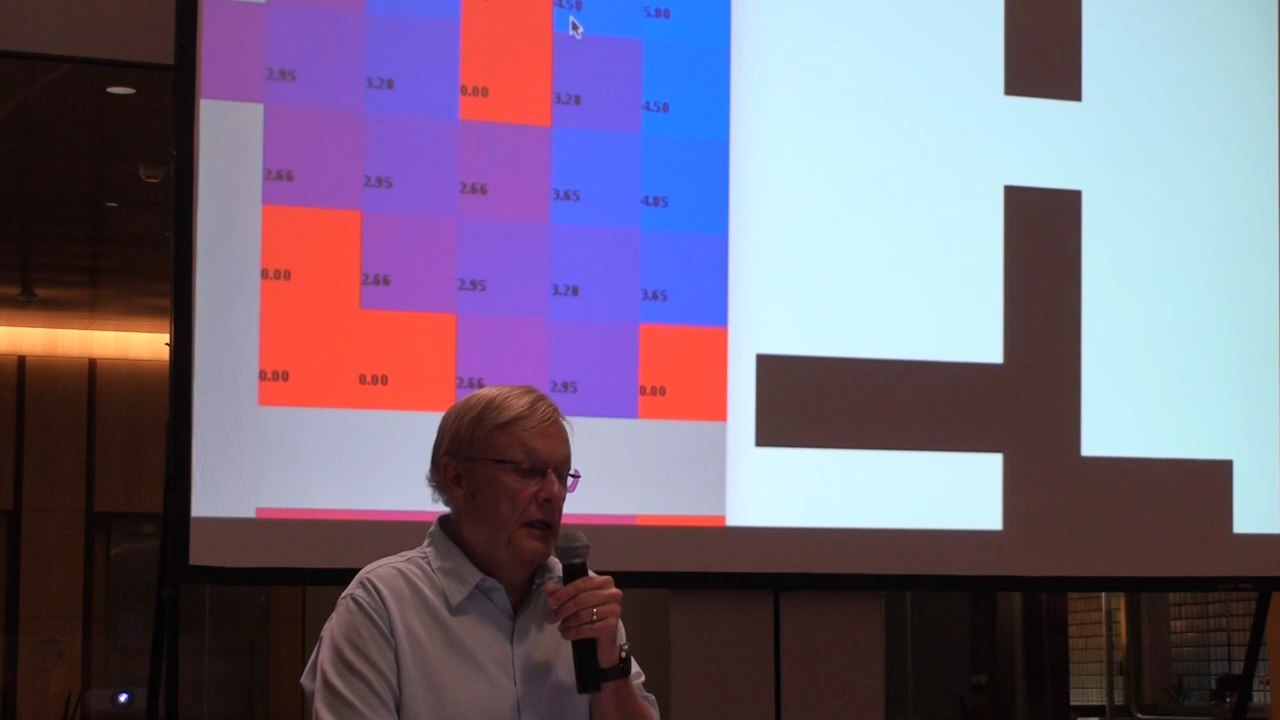 4.50 5.00
2.95 3.28 0.00 3.28 4.50
2.66 2.95 2.66 3.65 4.05
0.00 2.66 2.95 3.28 3.65
0.00 0.00 2.66 2.95 0.00